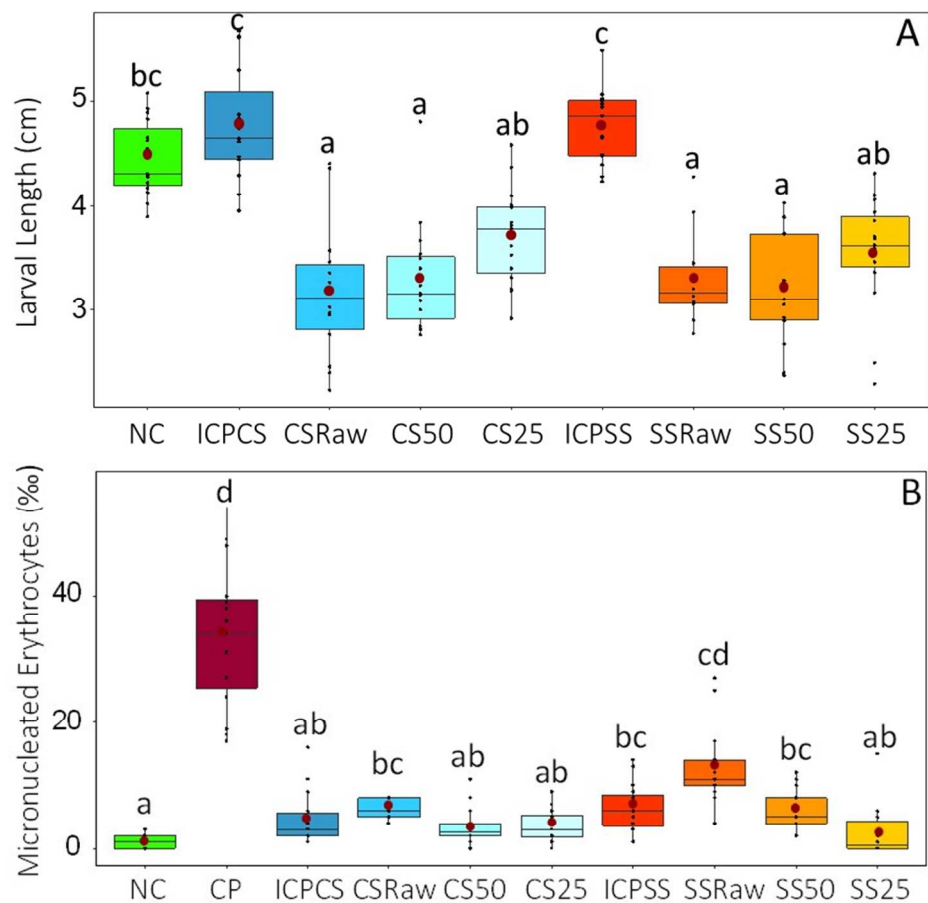 A
c
c
bc
a
a
ab
a
a
ab
5
4
3
Larval Length (cm)
NC ICPCS CSRaw CS50 CS25 ICPSS SSRaw SS50 SS25
B
d
cd
ab
bc
ab
ab
bc
bc
ab
a
40
20
0
Micronucleated Erythrocytes (‰)
NC CP ICPCS CSRaw CS50 CS25 ICPSS SSRaw SS50 SS25